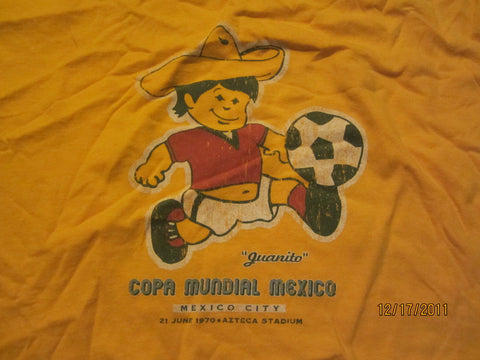 "Juanito"
COPA MUNDIAL MEXICO
MEXICO CITY
21 JUNE 1970 • AZTECA STADIUM
12/17/2011